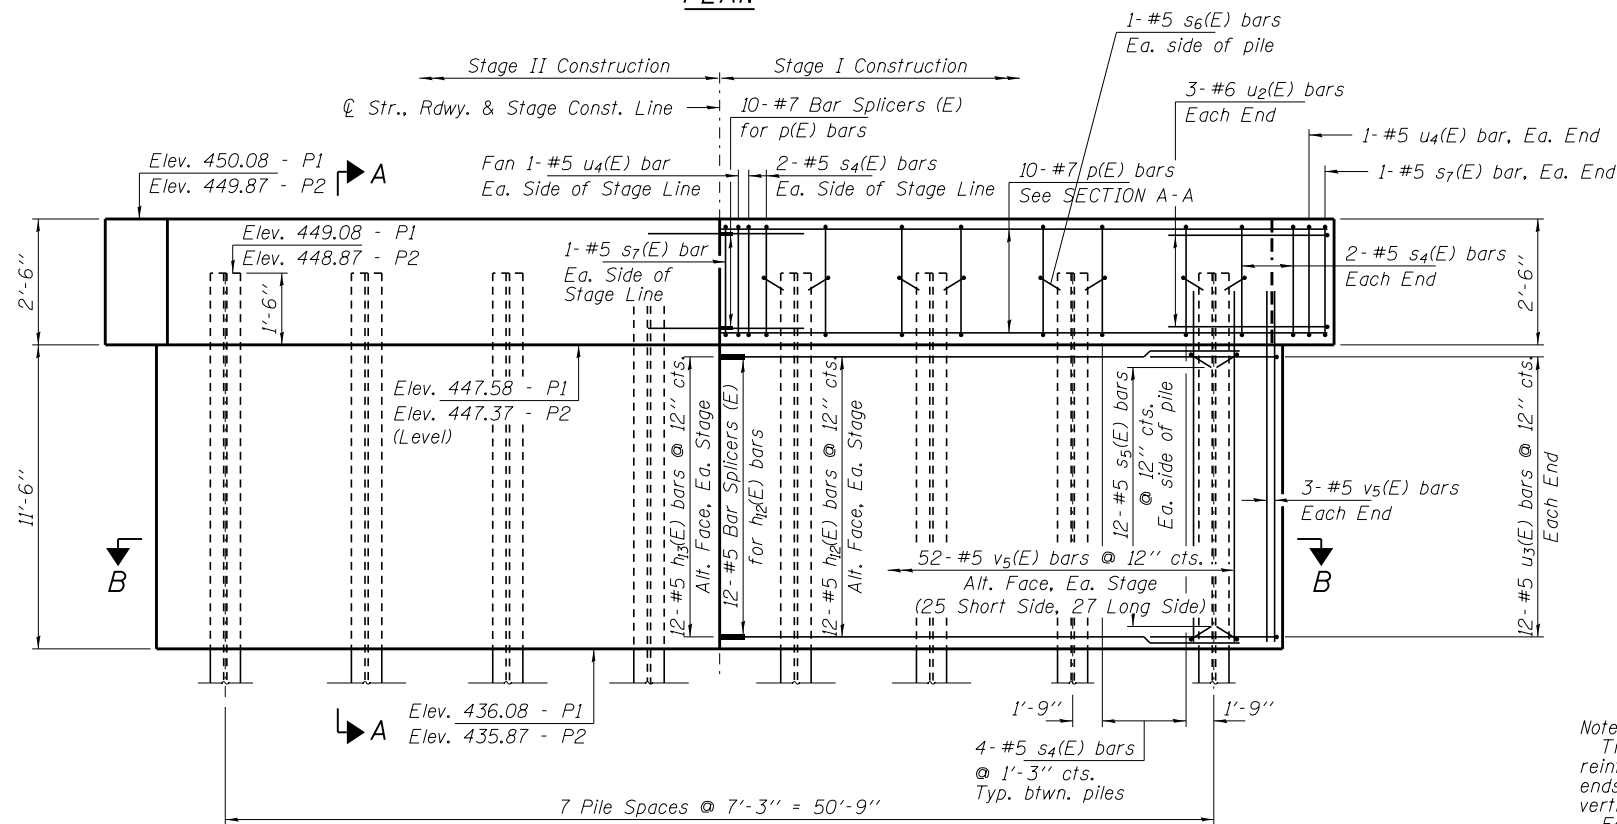 PLAN
1-#5 s6(E) bars
Ea. side of pile
Stage II Construction
Stage I Construction
℄ Str., Rdwy. & Stage Const. Line
10-#7 Bar Splicers (E)
for p(E) bars
3-#6 u2(E) bars
Each End
1-#5 u4(E) bar, Ea. End
Elev. 450.08 - P1
Elev. 449.87 - P2
A
Fan 1-#5 u4(E) bar
Ea. Side of Stage Line
2-#5 s4(E) bars
Ea. Side of Stage Line
10-#7 p(E) bars
See SECTION A-A
1-#5 s7(E) bar, Ea. End
Elev. 449.08 - P1
Elev. 448.87 - P2
1-#5 s7(E) bar
Ea. Side of
Stage Line
2-#5 s4(E) bars
Each End
2'-6"
1'-6"
2'-6"
Elev. 447.58 - P1
Elev. 447.37 - P2
(Level)
11'-6"
12-#5 h13(E) bars @ 12" cts.
Alt. Face, Ea. Stage
12-#5 Bar Splicers (E)
for h12(E) bars
12-#5 h12(E) bars @ 12" cts.
Alt. Face, Ea. Stage
12-#5 s5(E) bars
@ 12" cts.
Ea. side of pile
12-#5 u3(E) bars @ 12" cts.
Each End
3-#5 v5(E) bars
Each End
B
52-#5 v5(E) bars @ 12" cts.
Alt. Face, Ea. Stage
(25 Short Side, 27 Long Side)
B
A
Elev. 436.08 - P1
Elev. 435.87 - P2
1'-9"
1'-9"
4-#5 s4(E) bars
@ 1'-3" cts.
Typ. btwn. piles
7 Pile Spaces @ 7'-3" = 50'-9"
Note
reinf
ends
vert